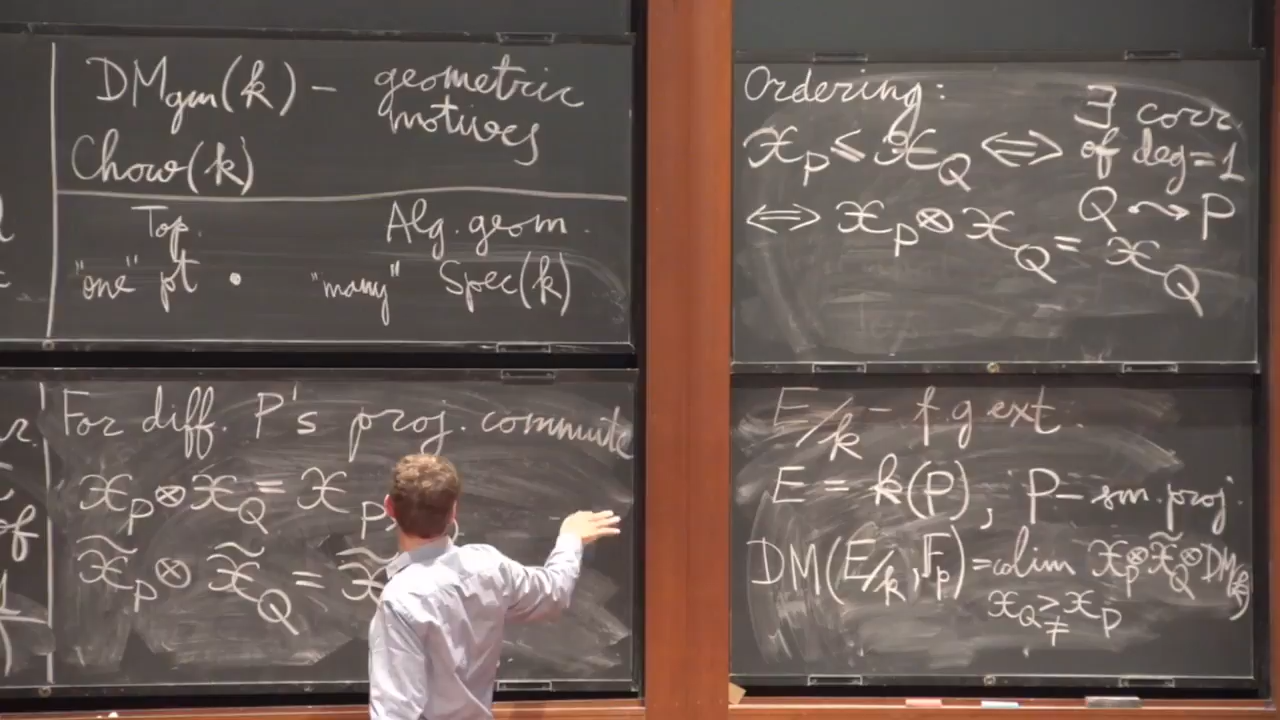 DMgm(k) – geometric
motives
Chow(k)
Top. Alg. geom.
"one" pt • "many" Spec(k)
For diff. P's proj. commute
𝒳_P ⊗ 𝒳_Q = 𝒳_P
𝒳̃_P ⊗ 𝒳̃_Q = 𝒳̃
Ordering:
∃ corr
𝒳_P ≤ 𝒳_Q ⟺ of deg=1
Q ⇝ P
⟺ 𝒳_P ⊗ 𝒳_Q = 𝒳_Q
E/k – f g ext.
E = k(P), P – sm. proj.
DM(E/k, F_p) = colim 𝒳_P ⊗ 𝒳̃_Q ⊗ DM
𝒳_Q ≩ 𝒳_P